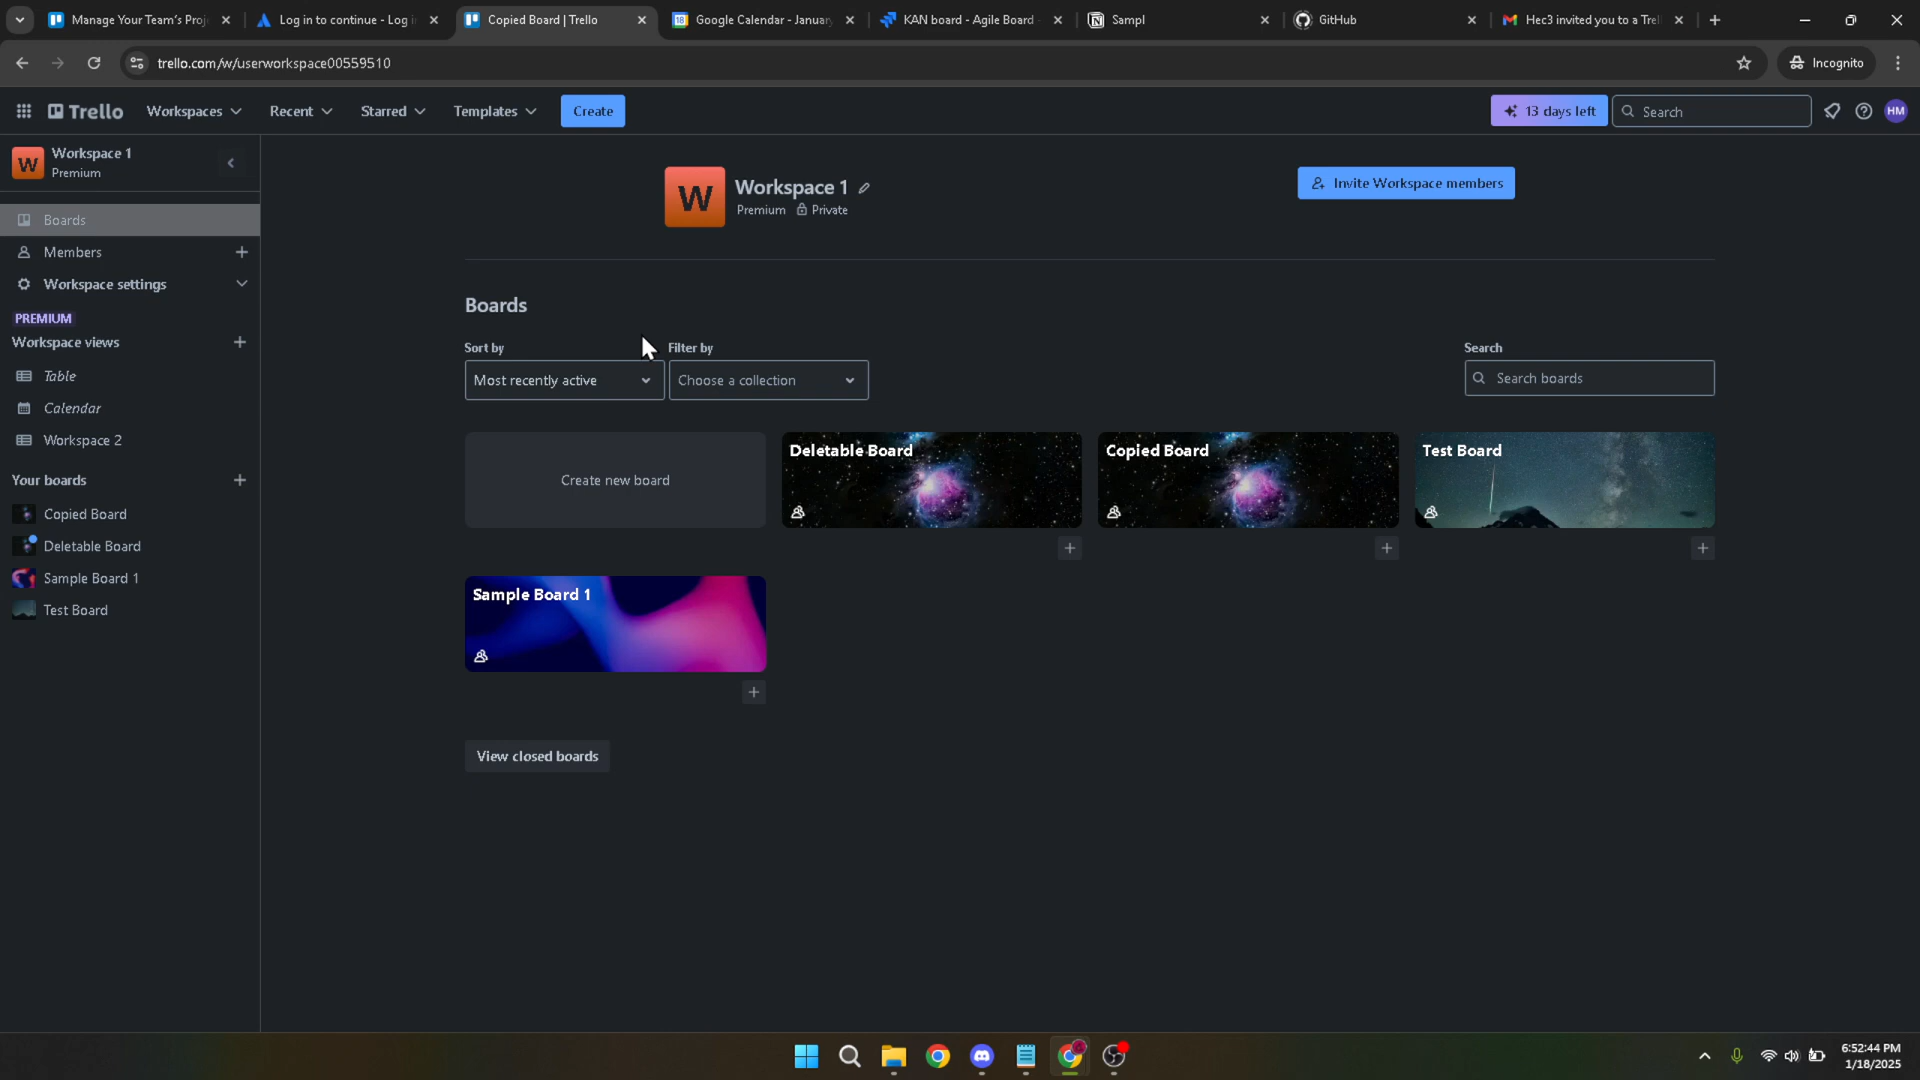 Manage Your Team's Proj
Log in to continue - Log i
Copied Board | Trello
Google Calendar - Januar
KAN board - Agile Board -
Sampl
GitHub
Hec3 invited you to a Trel
trello.com/w/userworkspace00559510
Incognito
Trello
Workspaces
Recent
Starred
Templates
Create
13 days left
Search
HM
W
Workspace 1
Premium
Boards
Members
Workspace settings
PREMIUM
Workspace views
Table
Calendar
Workspace 2
Your boards
Copied Board
Deletable Board
Sample Board 1
Test Board
W
Workspace 1
Premium Private
Invite Workspace members
Boards
Sort by
Filter by
Search
Most recently active
Choose a collection
Search boards
Create new board
Deletable Board
Copied Board
Test Board
Sample Board 1
View closed boards
6:52:44 PM
1/18/2025